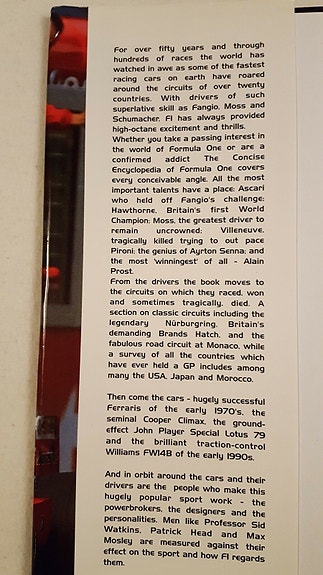 For over fifty years and through
hundreds of races the world has
watched in awe as some of the fastest
racing cars on earth have roared
around the circuits of over twenty
countries. With drivers of such
superlative skill as Fangio, Moss and
Schumacher, F1 has always provided
high-octane excitement and thrills.
Whether you take a passing interest in
the world of Formula One or are a
confirmed addict The Concise
Encyclopedia of Formula One covers
every conceivable angle. All the most
important talents have a place: Ascari
who held off Fangio's challenge;
Hawthorne, Britain's first World
Champion; Moss, the greatest driver to
remain uncrowned; Villeneuve,
tragically killed trying to out pace
Pironi; the genius of Ayrton Senna; and
the most 'winningest' of all - Alain
Prost.
From the drivers the book moves to
the circuits on which they raced, won
and sometimes tragically, died. A
section on classic circuits including the
legendary Nürburgring, Britain's
demanding Brands Hatch, and the
fabulous road circuit at Monaco, while
a survey of all the countries which
have ever held a GP includes among
many the USA, Japan and Morocco.
Then come the cars - hugely successful
Ferraris of the early 1970's, the
seminal Cooper Climax, the ground-
effect John Player Special Lotus 79
and the brilliant traction-control
Williams FW14B of the early 1990s.
And in orbit around the cars and their
drivers are the people who make this
hugely popular sport work - the
powerbrokers, the designers and the
personalities. Men like Professor Sid
Watkins, Patrick Head and Max
Mosley are measured against their
effect on the sport and how F1 regards
them.